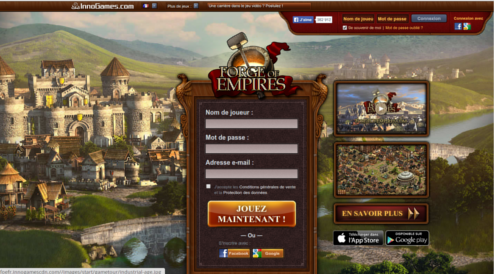 InnoGames.com
Plus de jeux
Une carrière dans le jeu vidéo ? Postulez !
J'aime
Nom de joueur
Mot de passe
Connexion
Connexion avec
Se souvenir de moi | Mot de passe oublié ?
FORGE OF
EMPIRES
Nom de joueur :
Mot de passe :
Adresse e-mail :
J'accepte les Conditions générales de vente
et la Protection des données.
JOUEZ
MAINTENANT !
— Ou —
S'inscrire avec
Facebook
Google
EN SAVOIR PLUS
Télécharger dans
l'App Store
DISPONIBLE SUR
Google play